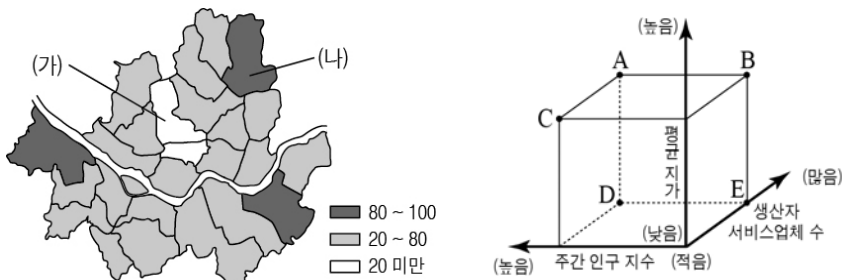 (가)
(나)
80 ~ 100
20 ~ 80
20 미만
(높음)
A
B
C
평균 지가
D
E
(많음)
생산자
서비스업체 수
(낮음)
(높음)
주간 인구 지수
(적음)